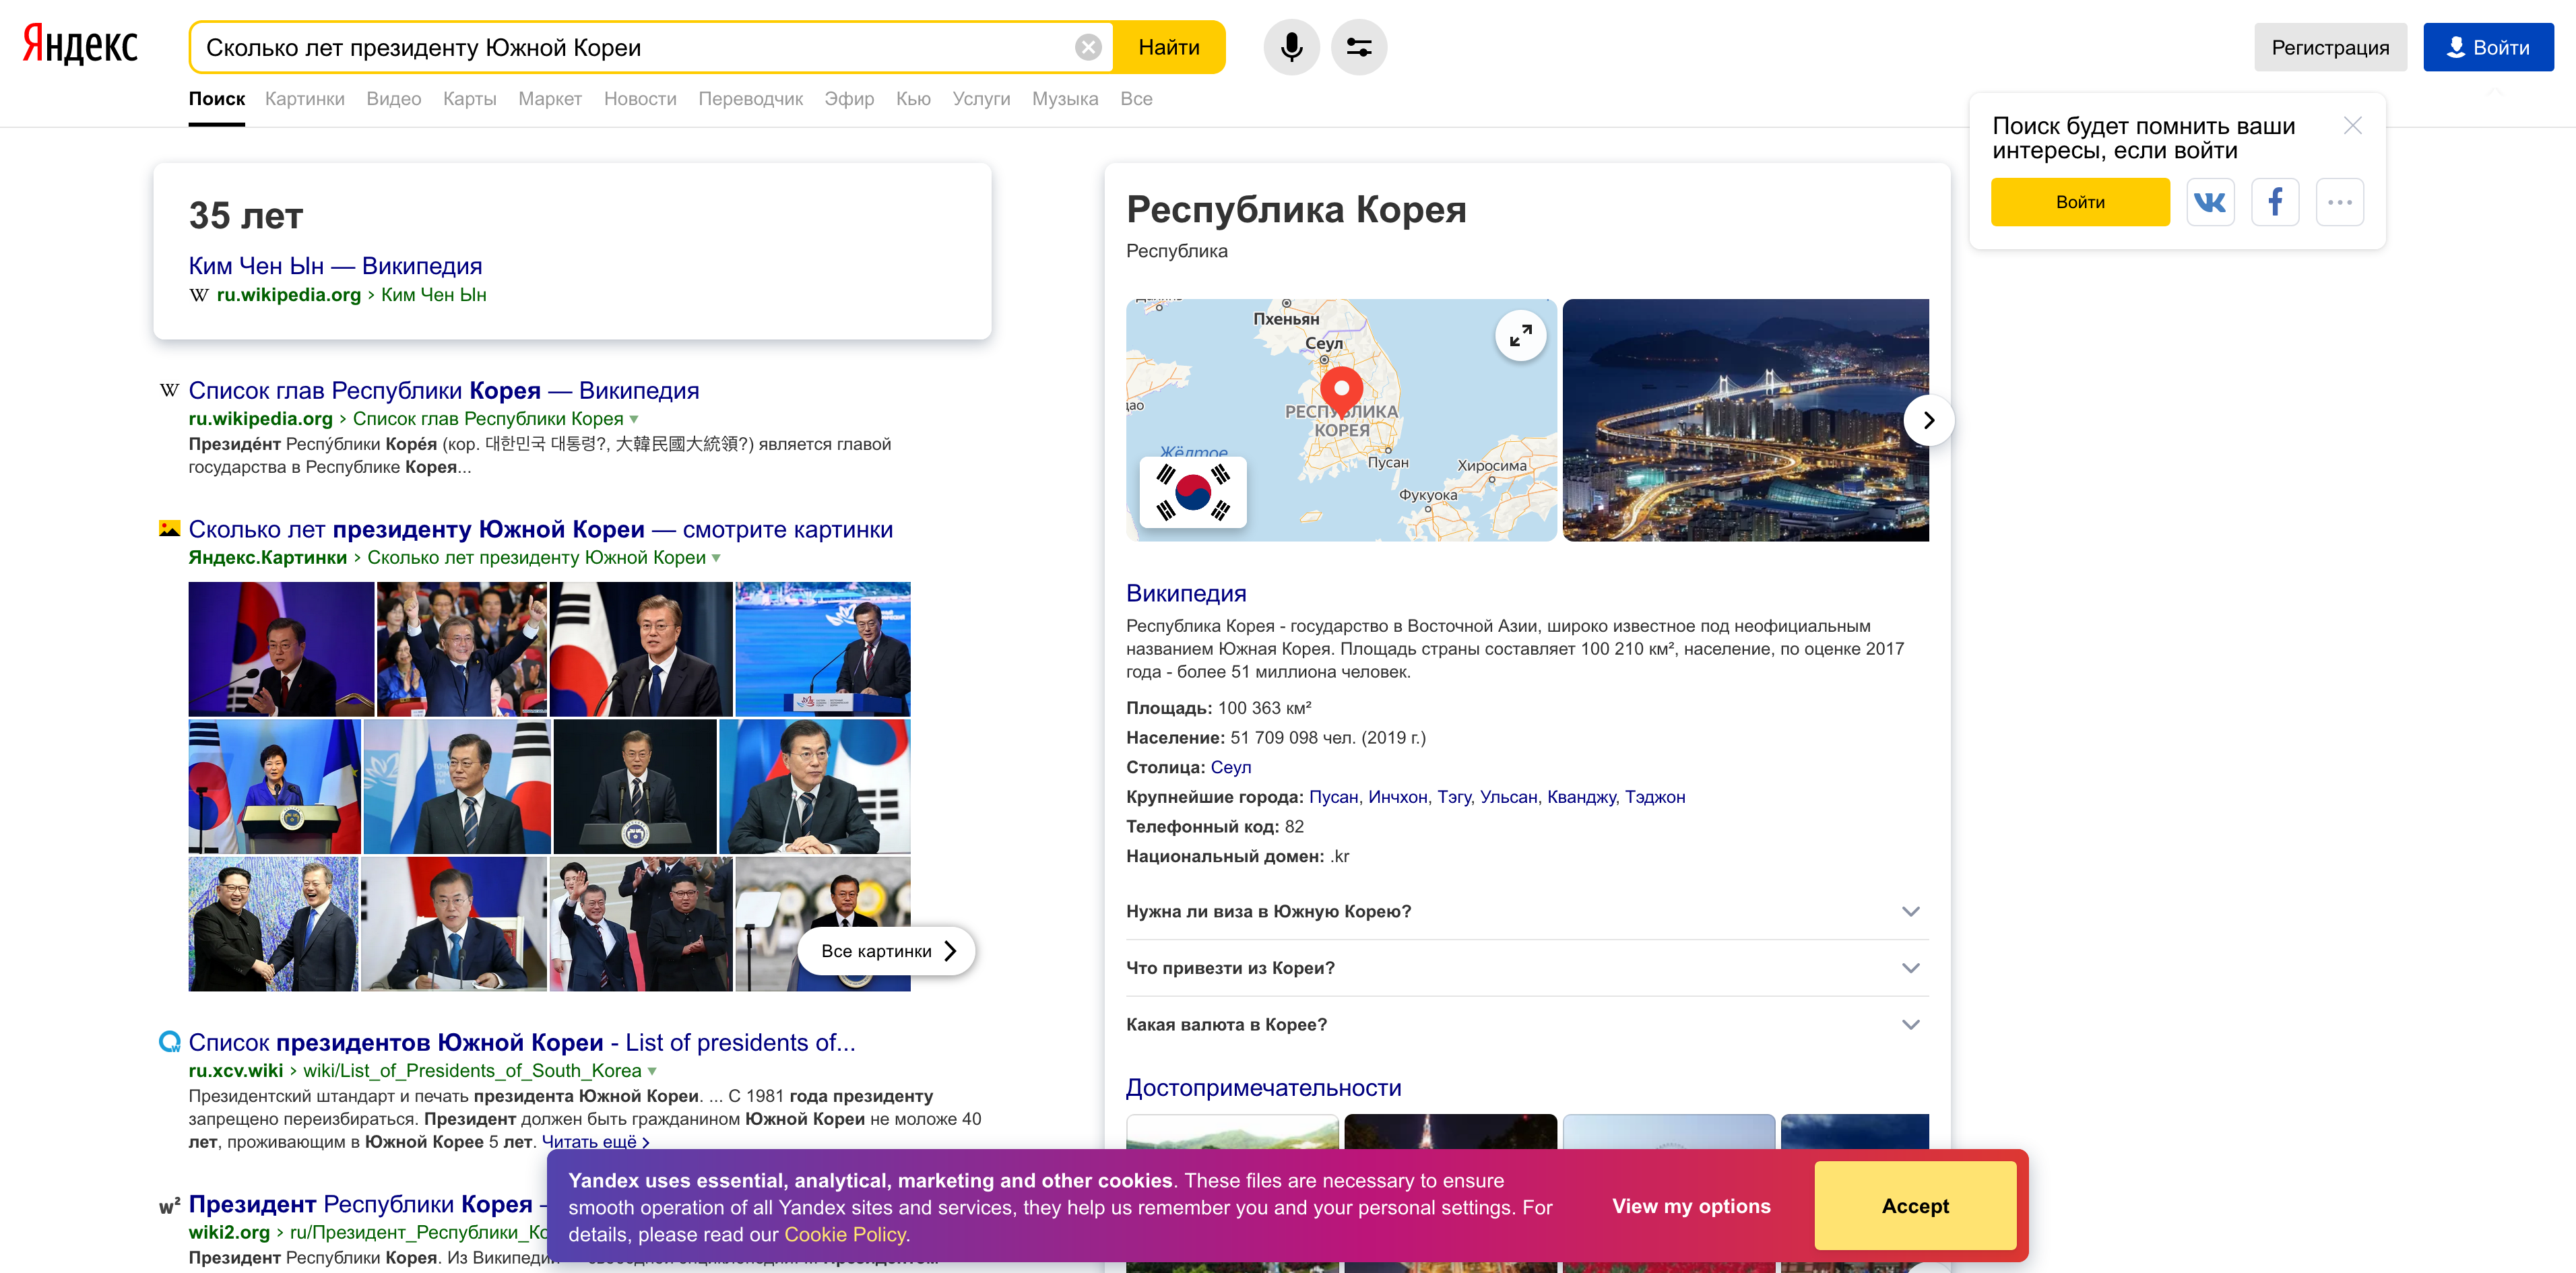 Яндекс
Сколько лет президенту Южной Кореи
Найти
Регистрация
Войти
Поиск Картинки Видео Карты Маркет Новости Переводчик Эфир Кью Услуги Музыка Все
Поиск будет помнить ваши
интересы, если войти
Войти
35 лет
Ким Чен Ын — Википедия
W ru.wikipedia.org › Ким Чен Ын
W Список глав Республики Корея — Википедия
ru.wikipedia.org › Список глав Республики Корея
Президе́нт Респу́блики Коре́я (кор. 대한민국 대통령?, 大韓民國大統領?) является главой
государства в Республике Корея...
Сколько лет президенту Южной Кореи — смотрите картинки
Яндекс.Картинки › Сколько лет президенту Южной Кореи
Все картинки
Список президентов Южной Кореи - List of presidents of...
ru.xcv.wiki › wiki/List_of_Presidents_of_South_Korea
Президентский штандарт и печать президента Южной Кореи. ... С 1981 года президенту
запрещено переизбираться. Президент должен быть гражданином Южной Кореи не моложе 40
лет, проживающим в Южной Корее 5 лет. Читать ещё ›
w² Президент Республики Корея –
wiki2.org › ru/Президент_Республики_Ко
Президент Республики Корея. Из Википедии
Республика Корея
Республика
Пхеньян
Сеул
РЕСПУБЛИКА
КОРЕЯ
Жёлтое
Пусан
Хиросима
Фукуока
Википедия
Республика Корея - государство в Восточной Азии, широко известное под неофициальным
названием Южная Корея. Площадь страны составляет 100 210 км², население, по оценке 2017
года - более 51 миллиона человек.
Площадь: 100 363 км²
Население: 51 709 098 чел. (2019 г.)
Столица: Сеул
Крупнейшие города: Пусан, Инчхон, Тэгу, Ульсан, Кванджу, Тэджон
Телефонный код: 82
Национальный домен: .kr
Нужна ли виза в Южную Корею?
Что привезти из Кореи?
Какая валюта в Корее?
Достопримечательности
Yandex uses essential, analytical, marketing and other cookies. These files are necessary to ensure
smooth operation of all Yandex sites and services, they help us remember you and your personal settings. For
details, please read our Cookie Policy.
View my options
Accept